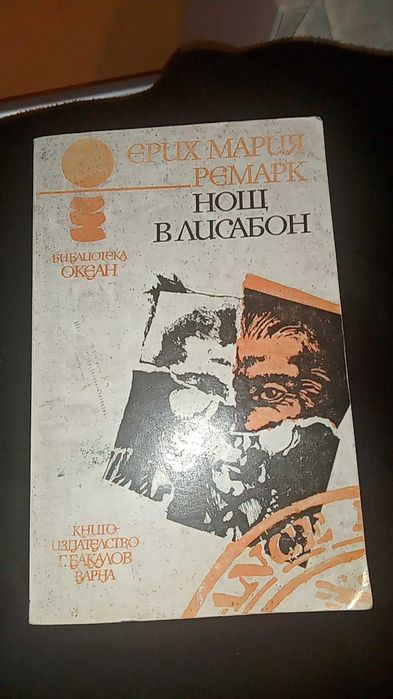 ЕРИХ МАРИЯ
РЕМАРК
НОЩ
В ЛИСАБОН
БИБЛИОТЕКА
ОКЕАН
КНИГО-
ИЗДАТЕЛСТВО
Г. БАКАЛОВ
ВАРНА